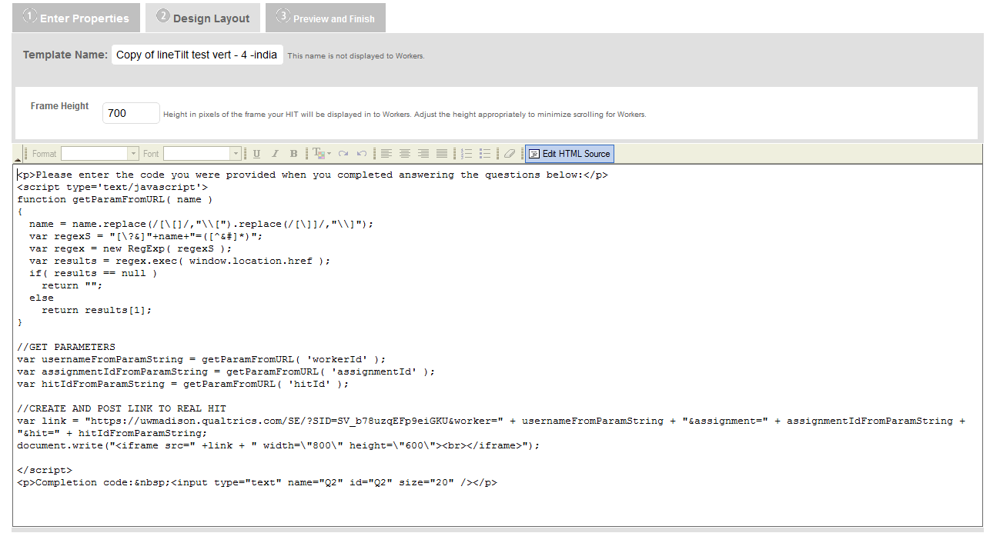 1 Enter Properties 2 Design Layout 3 Preview and Finish
Template Name: Copy of lineTilt test vert - 4 -india This name is not displayed to Workers.
Frame Height 700 Height in pixels of the frame your HIT will be displayed in to Workers. Adjust the height appropriately to minimize scrolling for Workers.
Format Font U I B T Edit HTML Source
<p>Please enter the code you were provided when you completed answering the questions below:</p>
<script type='text/javascript'>
function getParamFromURL( name )
{
  name = name.replace(/[\[]/,"\\[").replace(/[\]]/,"\\]");
  var regexS = "[\?&]"+name+"=([^&#]*)";
  var regex = new RegExp( regexS );
  var results = regex.exec( window.location.href );
  if( results == null )
    return "";
  else
    return results[1];
}
//GET PARAMETERS
var usernameFromParamString = getParamFromURL( 'workerId' );
var assignmentIdFromParamString = getParamFromURL( 'assignmentId' );
var hitIdFromParamString = getParamFromURL( 'hitId' );
//CREATE AND POST LINK TO REAL HIT
var link = "https://uwmadison.qualtrics.com/SE/?SID=SV_b78uzqEFp9eiGKU&worker=" + usernameFromParamString + "&assignment=" + assignmentIdFromParamString +
"&hit=" + hitIdFromParamString;
document.write("<iframe src=" +link + " width=\"800\" height=\"600\"><br></iframe>");
</script>
<p>Completion code:&nbsp;<input type="text" name="Q2" id="Q2" size="20" /></p>